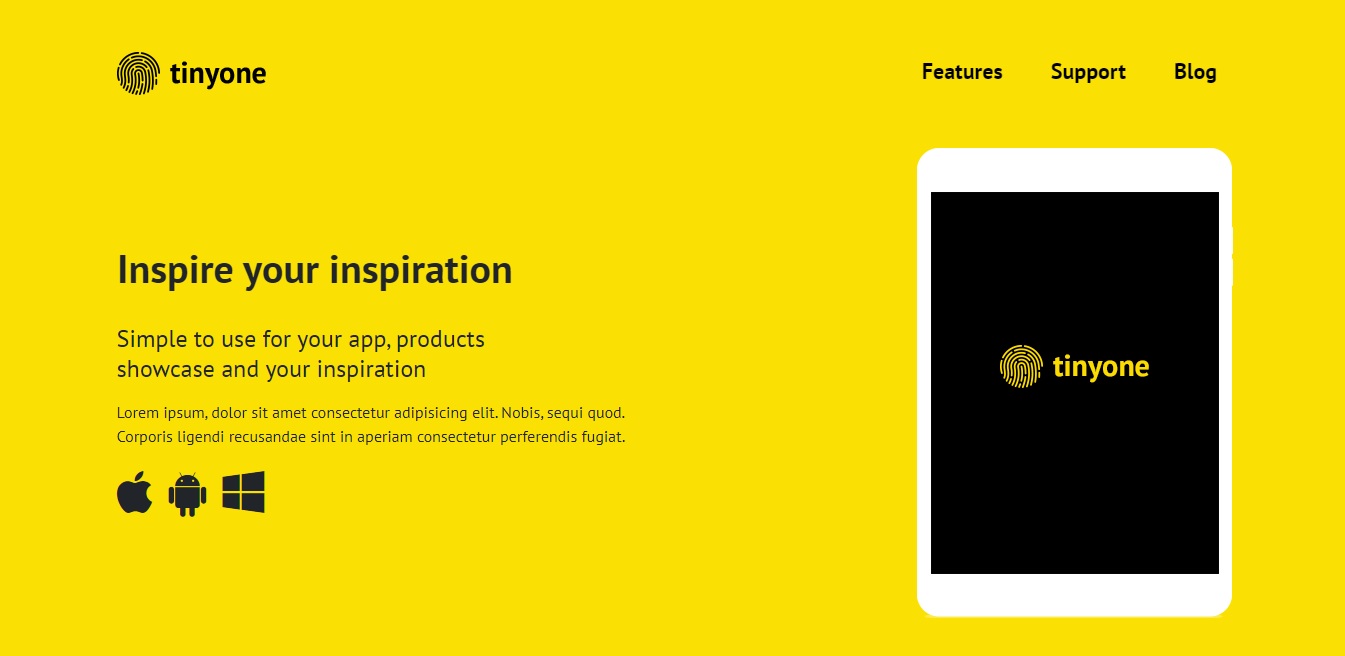 tinyone
Features Support Blog
Inspire your inspiration
Simple to use for your app, products
showcase and your inspiration
Lorem ipsum, dolor sit amet consectetur adipisicing elit. Nobis, sequi quod.
Corporis ligendi recusandae sint in aperiam consectetur perferendis fugiat.
tinyone